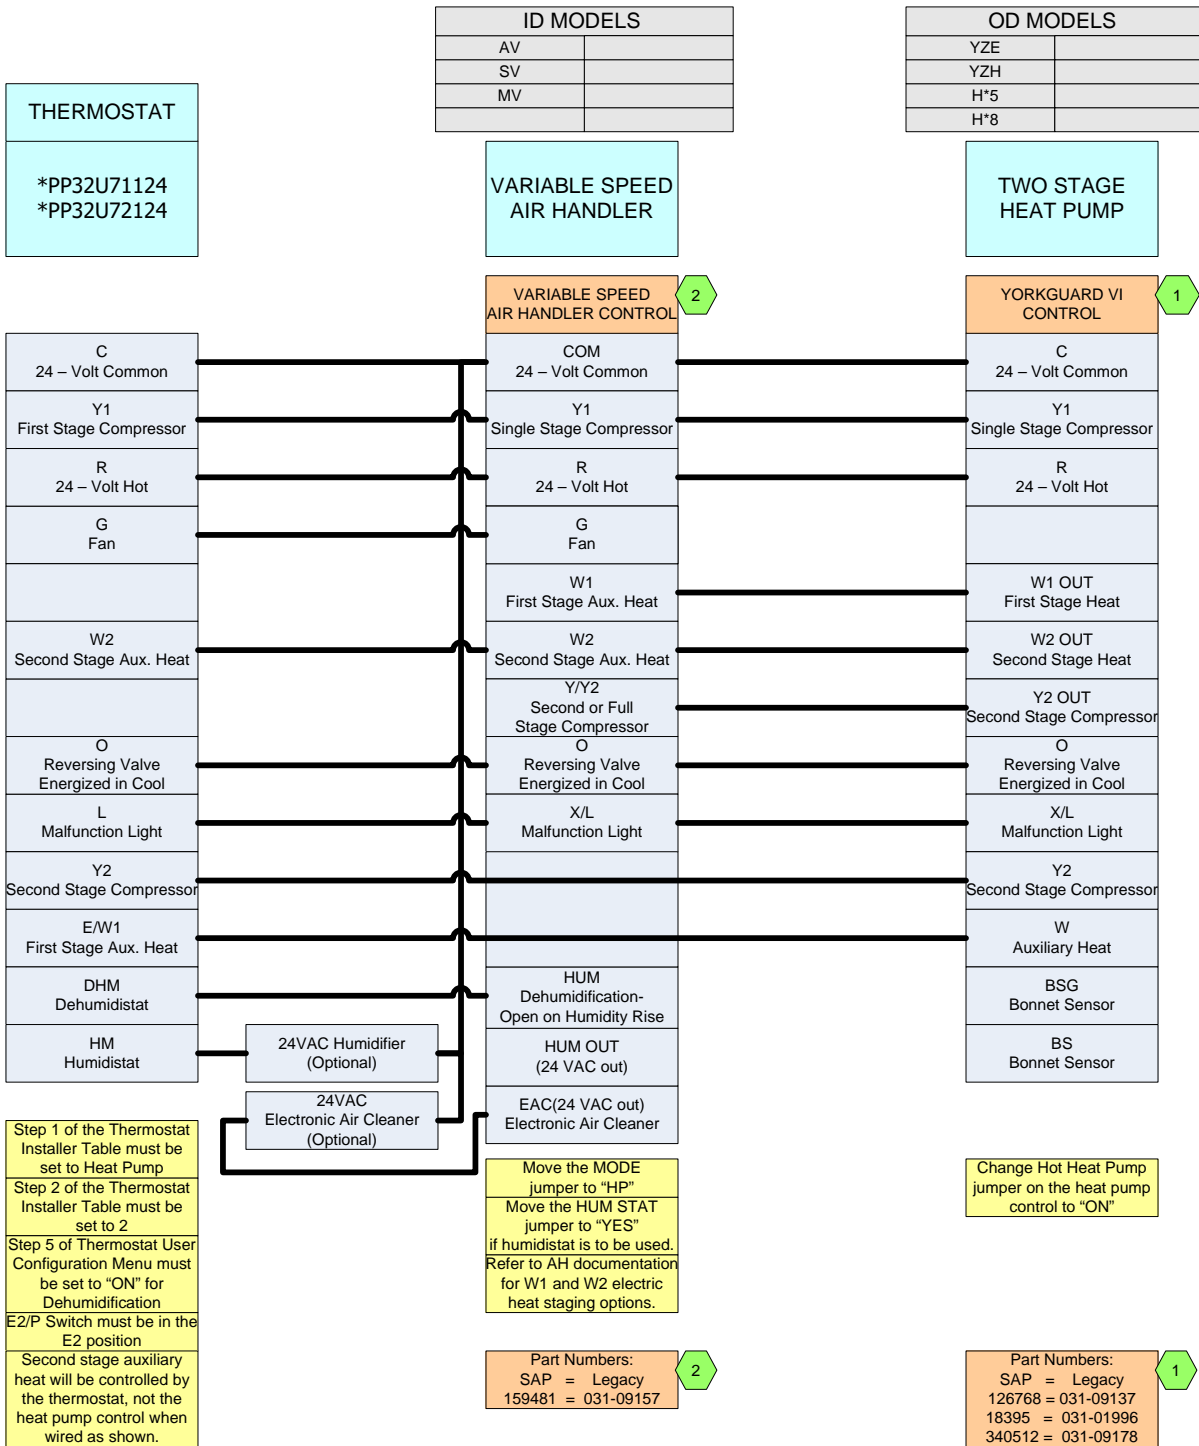 ID MODELS
AV
SV
MV
OD MODELS
YZE
YZH
H*5
H*8
THERMOSTAT
*PP32U71124
*PP32U72124
VARIABLE SPEED
AIR HANDLER
TWO STAGE
HEAT PUMP
VARIABLE SPEED
AIR HANDLER CONTROL
2
YORKGUARD VI
CONTROL
1
C
24 – Volt Common
Y1
First Stage Compressor
R
24 – Volt Hot
G
Fan
W2
Second Stage Aux. Heat
O
Reversing Valve
Energized in Cool
L
Malfunction Light
Y2
Second Stage Compressor
E/W1
First Stage Aux. Heat
DHM
Dehumidistat
HM
Humidistat
24VAC Humidifier
(Optional)
24VAC
Electronic Air Cleaner
(Optional)
COM
24 – Volt Common
Y1
Single Stage Compressor
R
24 – Volt Hot
G
Fan
W1
First Stage Aux. Heat
W2
Second Stage Aux. Heat
Y/Y2
Second or Full
Stage Compressor
O
Reversing Valve
Energized in Cool
X/L
Malfunction Light
HUM
Dehumidification-
Open on Humidity Rise
HUM OUT
(24 VAC out)
EAC(24 VAC out)
Electronic Air Cleaner
C
24 – Volt Common
Y1
Single Stage Compressor
R
24 – Volt Hot
W1 OUT
First Stage Heat
W2 OUT
Second Stage Heat
Y2 OUT
Second Stage Compressor
O
Reversing Valve
Energized in Cool
X/L
Malfunction Light
Y2
Second Stage Compressor
W
Auxiliary Heat
BSG
Bonnet Sensor
BS
Bonnet Sensor
Step 1 of the Thermostat
Installer Table must be
set to Heat Pump
Step 2 of the Thermostat
Installer Table must be
set to 2
Step 5 of Thermostat User
Configuration Menu must
be set to “ON” for
Dehumidification
E2/P Switch must be in the
E2 position
Second stage auxiliary
heat will be controlled by
the thermostat, not the
heat pump control when
wired as shown.
Move the MODE
jumper to “HP”
Move the HUM STAT
jumper to “YES”
if humidistat is to be used.
Refer to AH documentation
for W1 and W2 electric
heat staging options.
Change Hot Heat Pump
jumper on the heat pump
control to “ON”
Part Numbers:
SAP = Legacy
159481 = 031-09157
2
Part Numbers:
SAP = Legacy
126768 = 031-09137
18395 = 031-01996
340512 = 031-09178
1